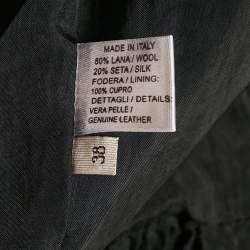 MADE IN ITALY
80% LANA/WOOL
20% SETA/SILK
FODERA/LINING:
100% CUPRO
DETTAGLI/DETAILS:
VERA PELLE/
GENUINE LEATHER
38